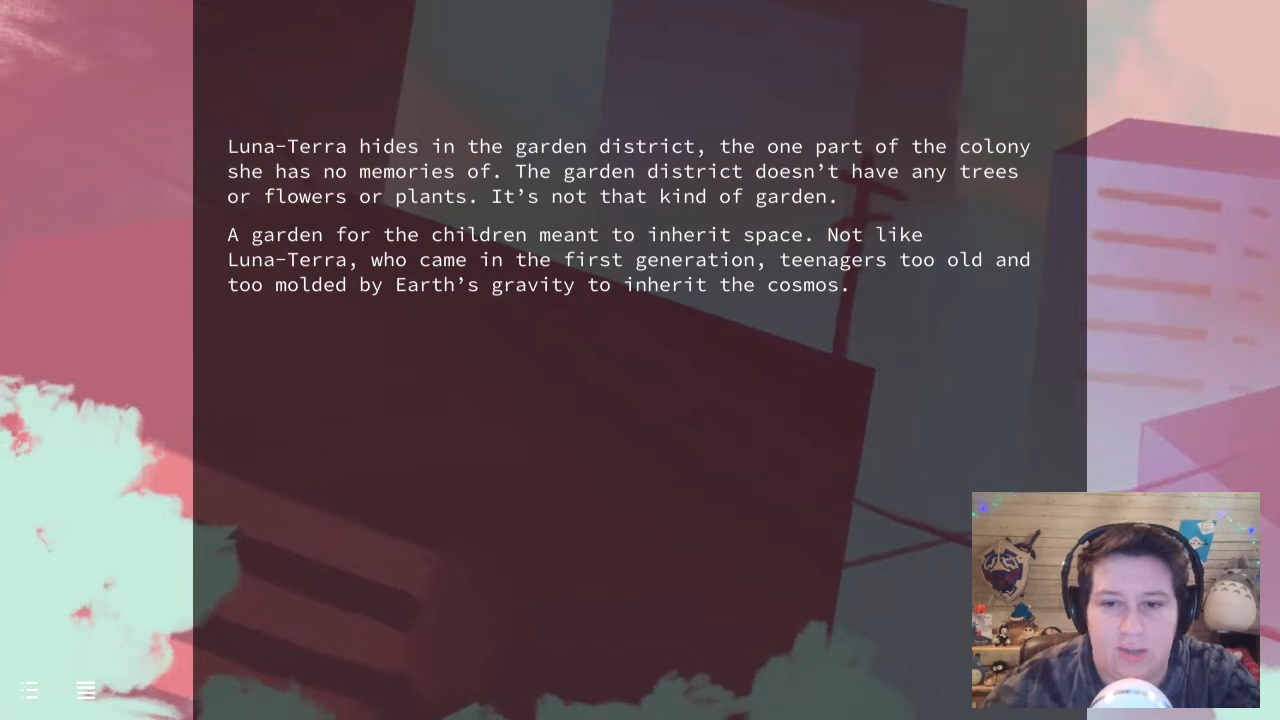 Luna-Terra hides in the garden district, the one part of the colony
she has no memories of. The garden district doesn’t have any trees
or flowers or plants. It’s not that kind of garden.
A garden for the children meant to inherit space. Not like
Luna-Terra, who came in the first generation, teenagers too old and
too molded by Earth’s gravity to inherit the cosmos.